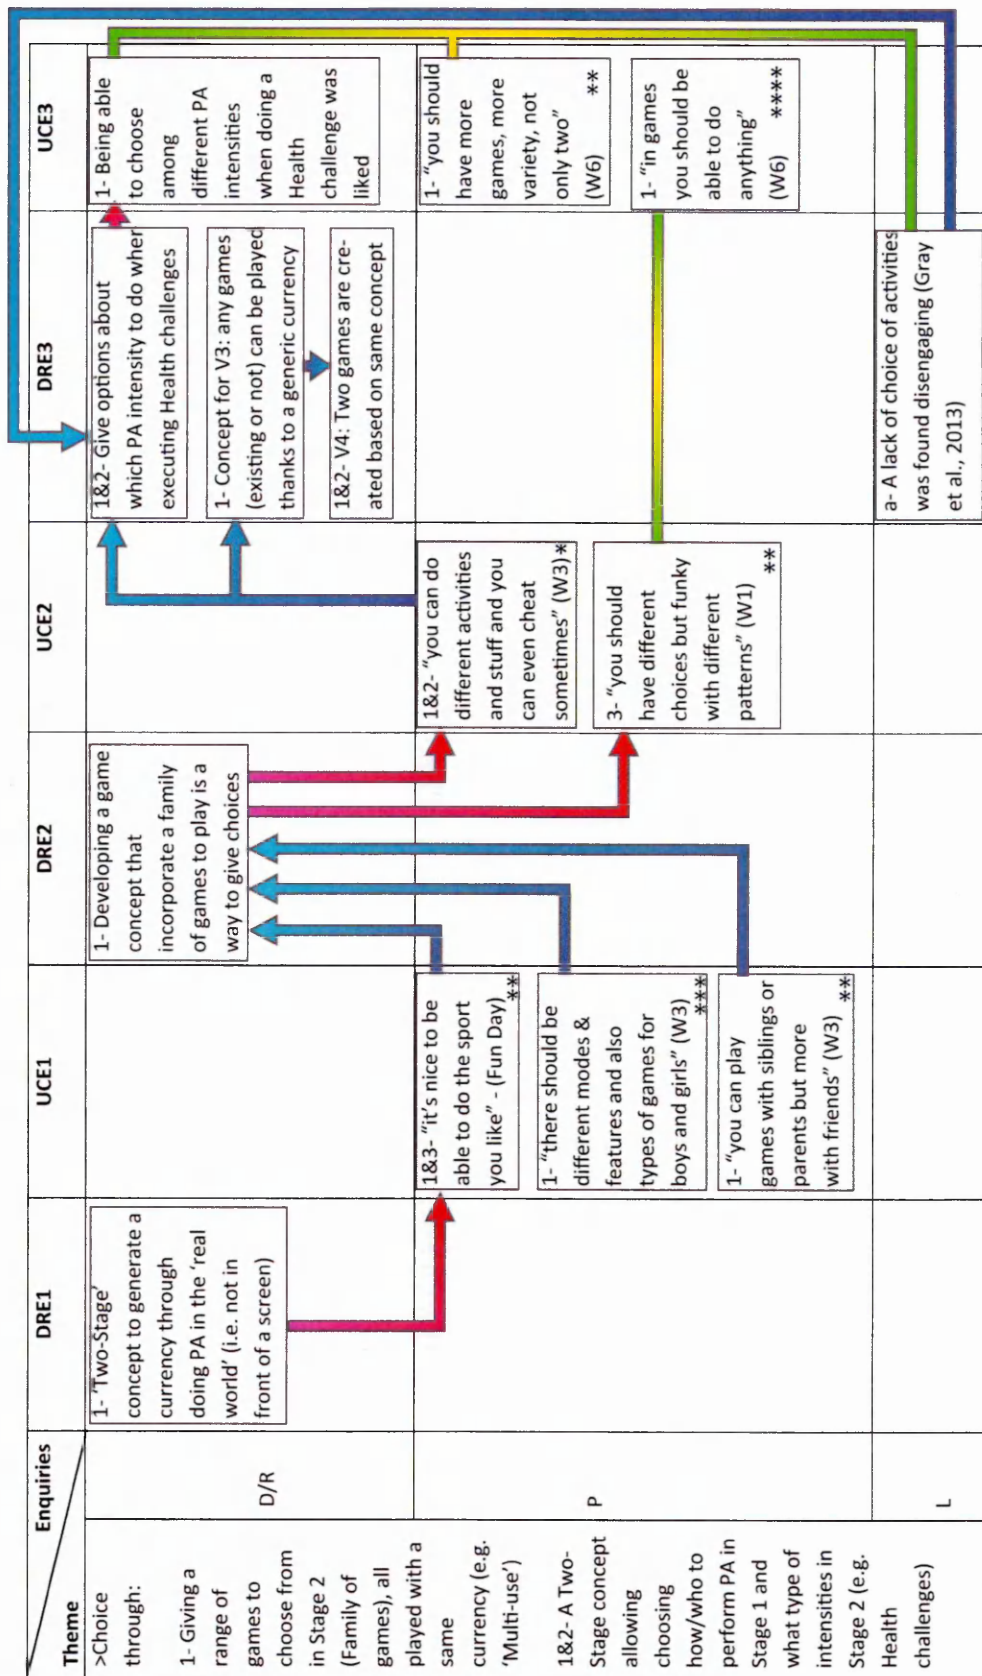 Theme
Enquiries
DRE1
UCE1
DRE2
UCE2
DRE3
UCE3
>Choice
through:
1- Giving a
range of
games to
choose from
in Stage 2
(Family of
games), all
played with a
same
currency (e.g.
'Multi-use')
1&2- A Two-
Stage concept
allowing
choosing
how/who to
perform PA in
Stage 1 and
what type of
intensities in
Stage 2 (e.g.
Health
challenges)
D/R
1- 'Two-Stage'
concept to generate a
currency through
doing PA in the 'real
world' (i.e. not in
front of a screen)
1- Developing a game
concept that
incorporate a family
of games to play is a
way to give choices
1&2- Give options about
which PA intensity to do wher
executing Health challenges
1- Concept for V3: any games
(existing or not) can be played
thanks to a generic currency
1&2- V4: Two games are cre-
ated based on same concept
1- Being able
to choose
among
different PA
intensities
when doing a
Health
challenge was
liked
P
1&3- "it's nice to be
able to do the sport
you like" - (Fun Day)
**
1- "there should be
different modes &
features and also
types of games for
boys and girls" (W3)
***
1- "you can play
games with siblings or
parents but more
with friends" (W3)
**
1&2- "you can do
different activities
and stuff and you
can even cheat
sometimes" (W3)*
3- "you should
have different
choices but funky
with different
patterns" (W1)
**
1- "you should
have more
games, more
variety, not
only two"
(W6) **
1- "in games
you should be
able to do
anything"
(W6) ****
L
a- A lack of choice of activities
was found disengaging (Gray
et al., 2013)